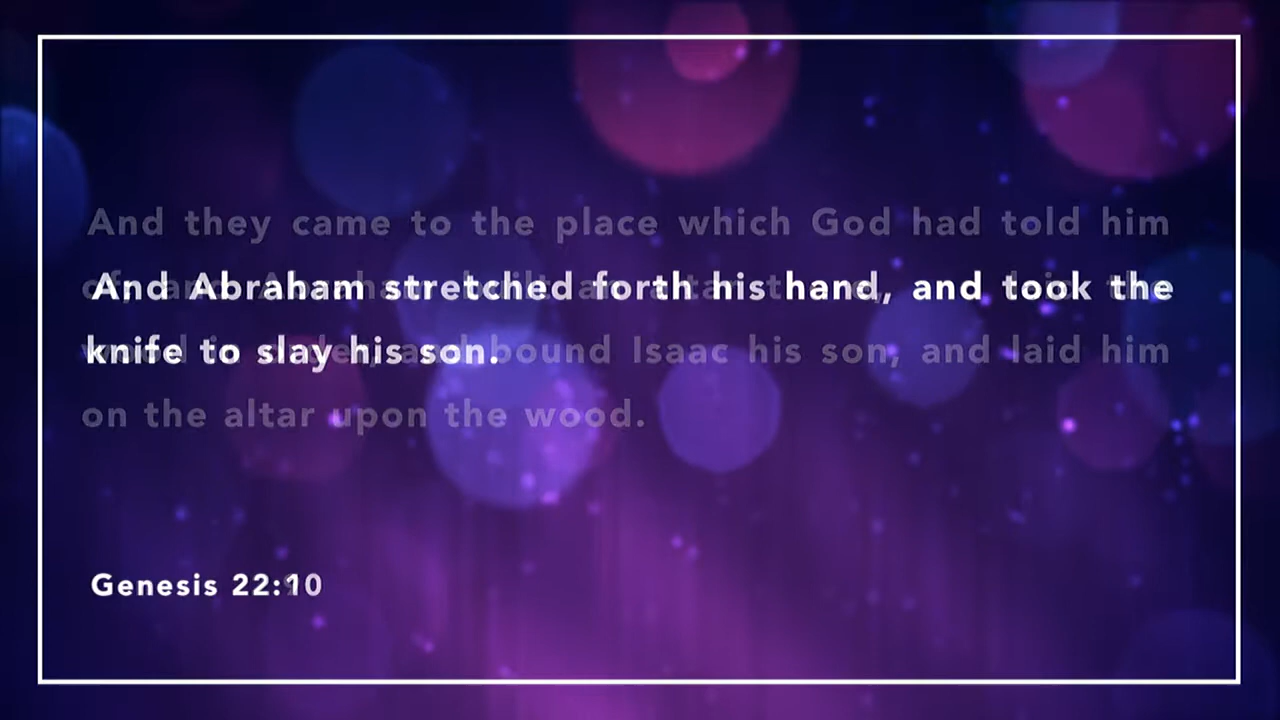 And they came to the place which God had told him
And Abraham stretched forth his hand, and took the
knife to slay his son.
bound Isaac his son, and laid him
on the altar upon the wood.
Genesis 22:10